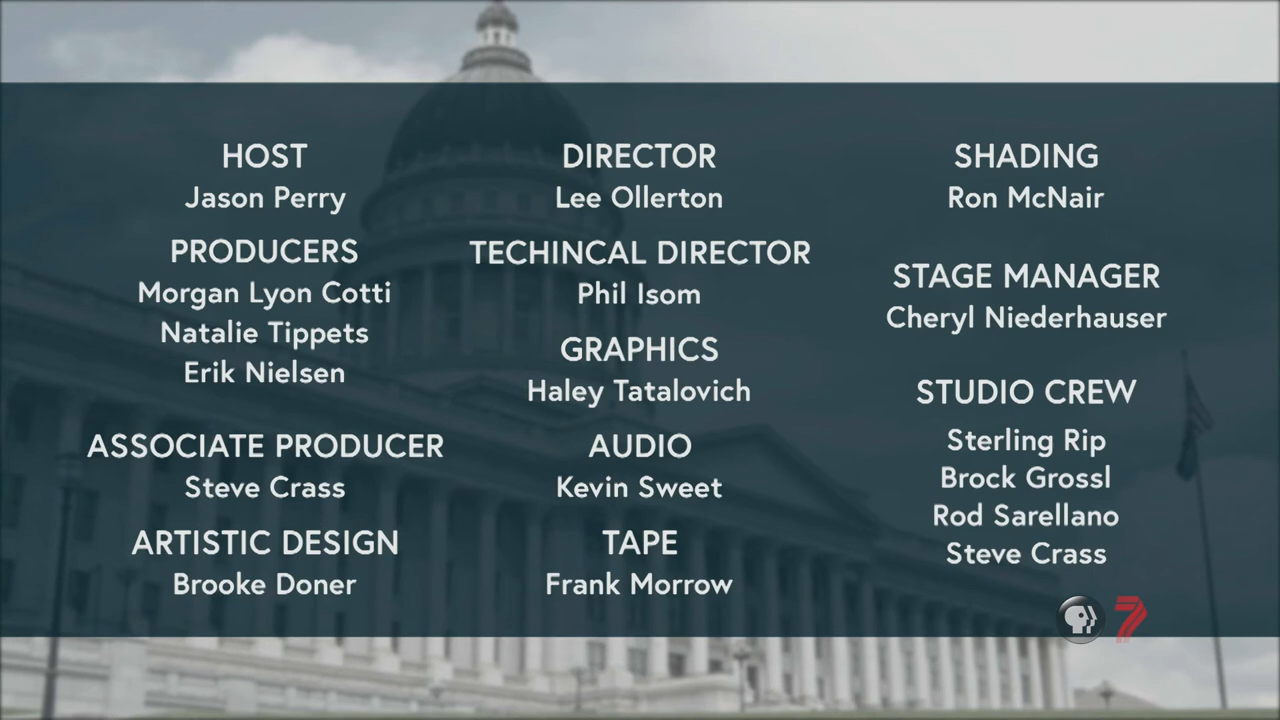 HOST
Jason Perry
PRODUCERS
Morgan Lyon Cotti
Natalie Tippets
Erik Nielsen
ASSOCIATE PRODUCER
Steve Crass
ARTISTIC DESIGN
Brooke Doner
DIRECTOR
Lee Ollerton
TECHINCAL DIRECTOR
Phil Isom
GRAPHICS
Haley Tatalovich
AUDIO
Kevin Sweet
TAPE
Frank Morrow
SHADING
Ron McNair
STAGE MANAGER
Cheryl Niederhauser
STUDIO CREW
Sterling Rip
Brock Grossl
Rod Sarellano
Steve Crass
7